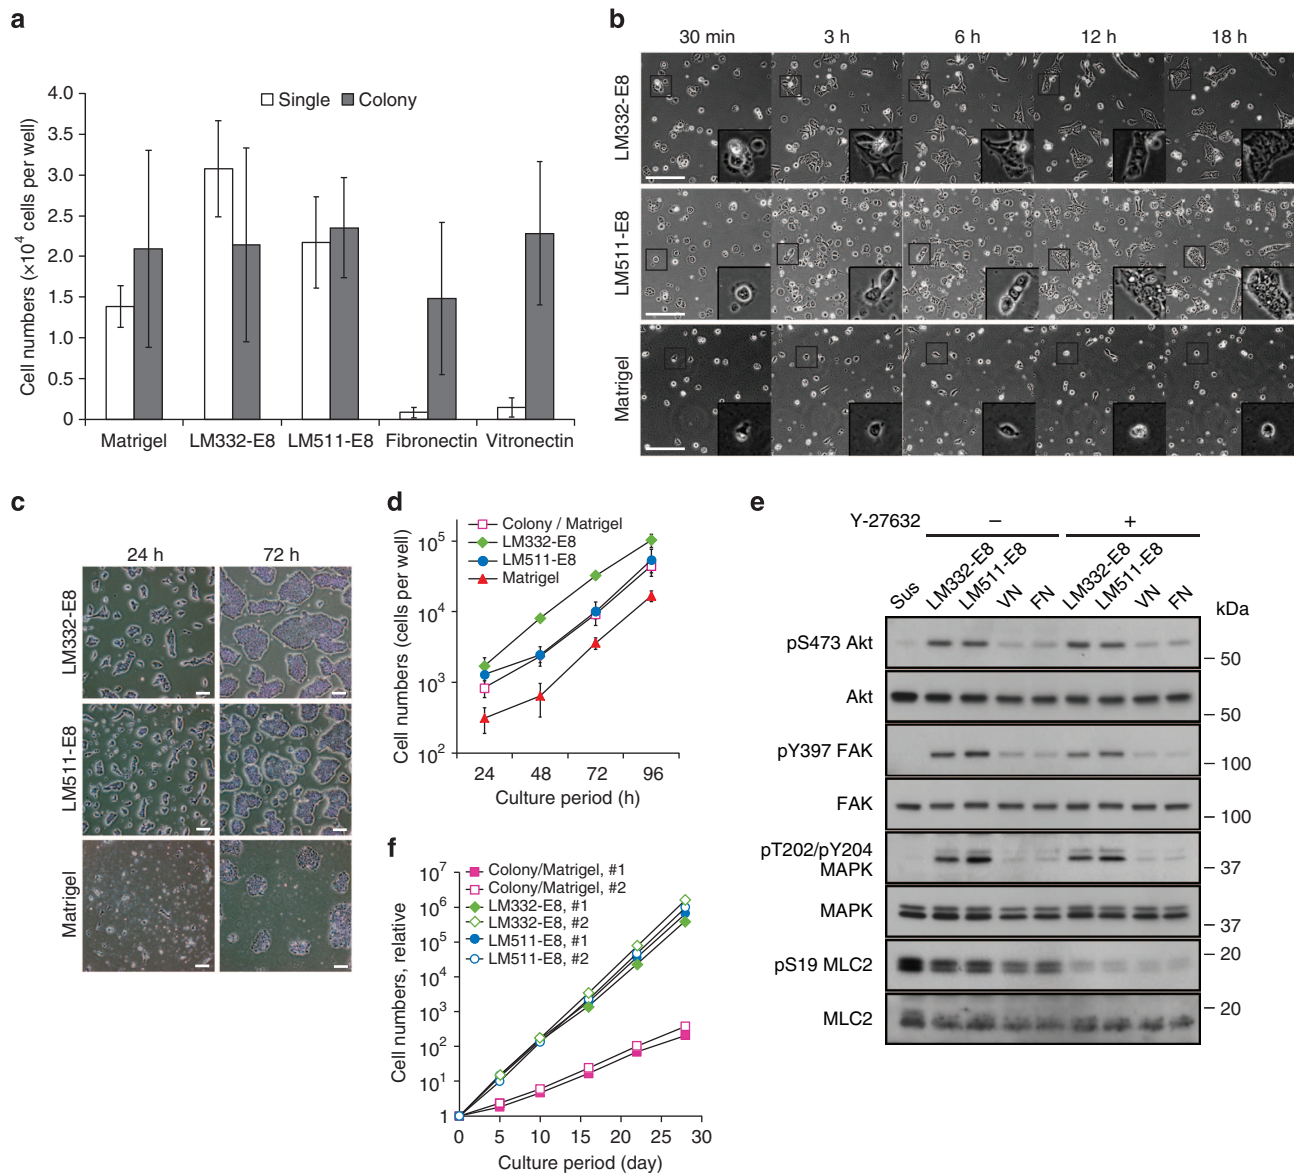 a
Cell numbers (×10⁴ cells per well)
4.0
3.5
3.0
2.5
2.0
1.5
1.0
0.5
0
Single
Colony
Matrigel
LM332-E8
LM511-E8
Fibronectin
Vitronectin
b
30 min
3 h
6 h
12 h
18 h
LM332-E8
LM511-E8
Matrigel
c
24 h
72 h
LM332-E8
LM511-E8
Matrigel
d
Cell numbers (cells per well)
10⁵
10⁴
10³
10²
Colony / Matrigel
LM332-E8
LM511-E8
Matrigel
24
48
72
96
Culture period (h)
e
Y-27632
−
+
Sus
LM332-E8
LM511-E8
VN
FN
LM332-E8
LM511-E8
VN
FN
kDa
pS473 Akt
50
Akt
50
pY397 FAK
100
FAK
100
pT202/pY204
MAPK
37
MAPK
37
pS19 MLC2
20
MLC2
20
f
Cell numbers, relative
10⁷
10⁶
10⁵
10⁴
10³
10²
10¹
1
Colony/Matrigel, #1
Colony/Matrigel, #2
LM332-E8, #1
LM332-E8, #2
LM511-E8, #1
LM511-E8, #2
0
5
10
15
20
25
30
Culture period (day)